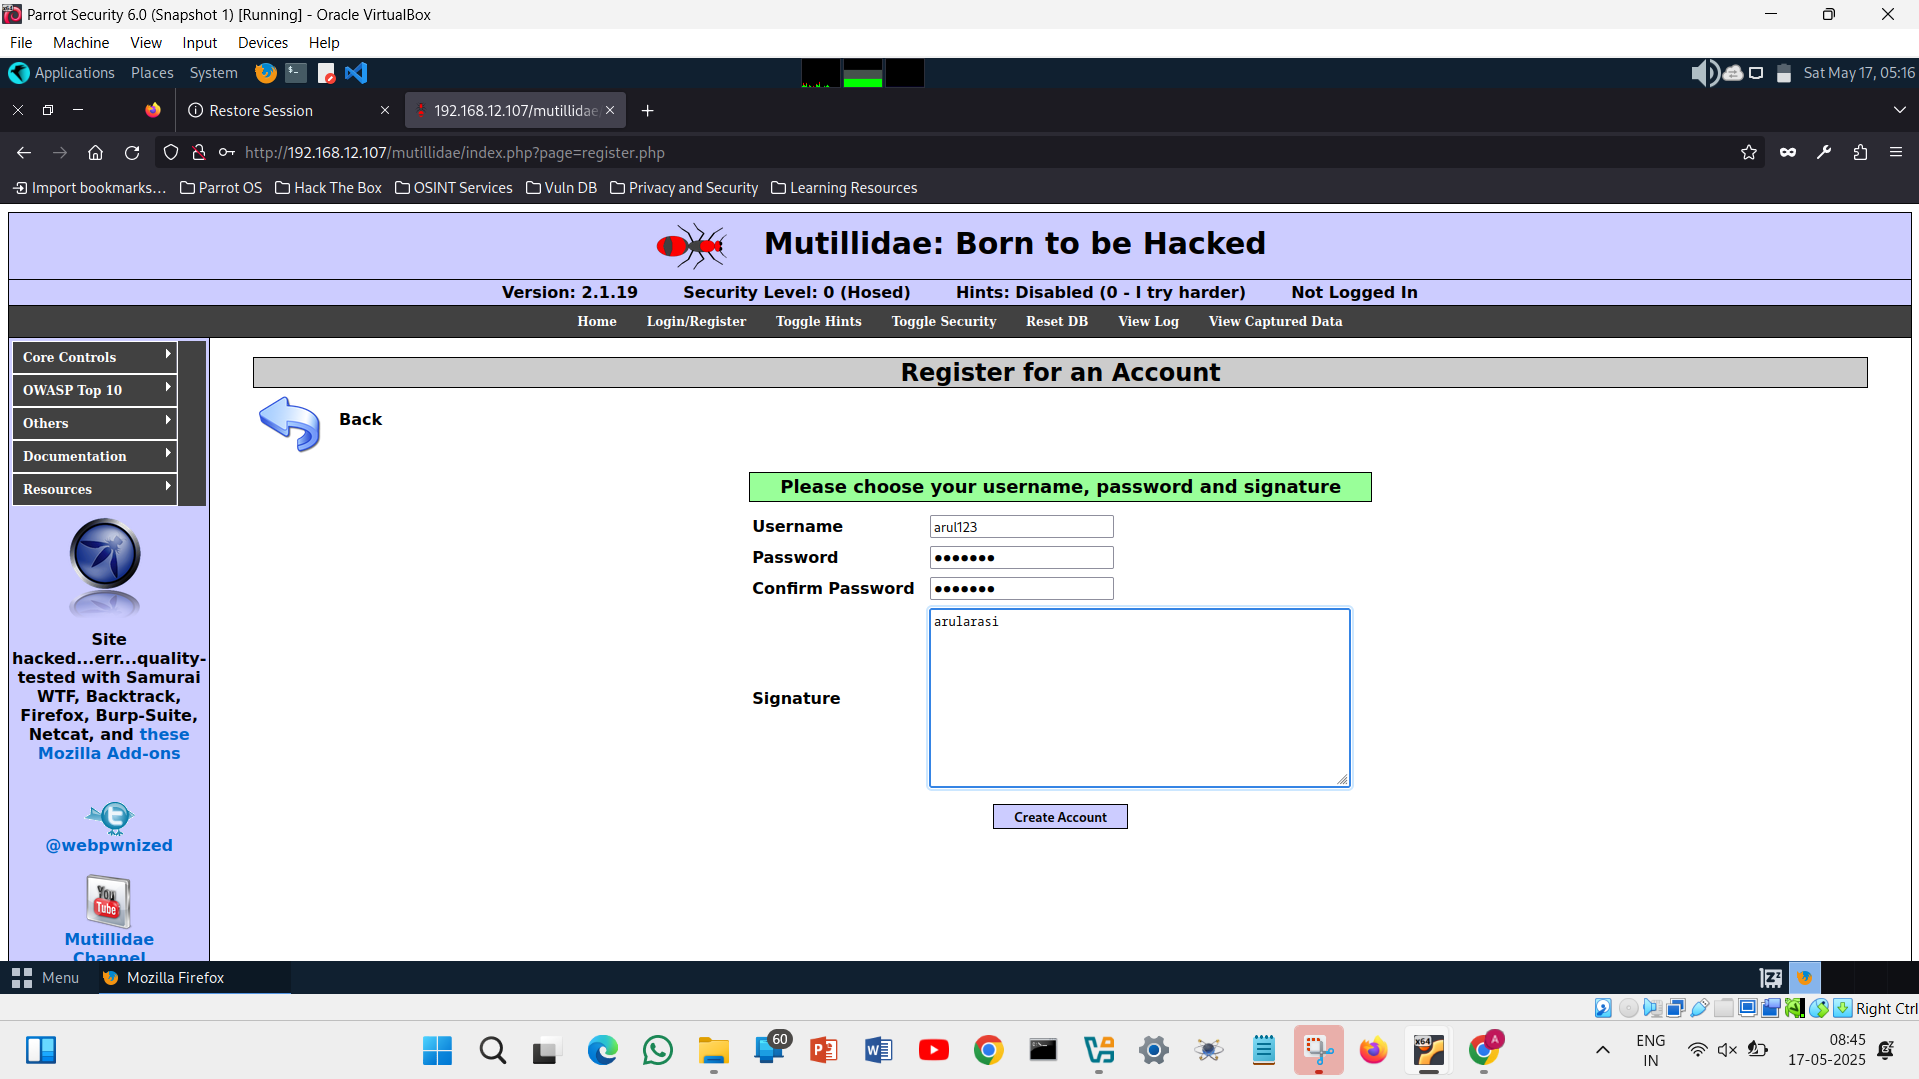 Parrot Security 6.0 (Snapshot 1) [Running] - Oracle VirtualBox
File Machine View Input Devices Help
Applications Places System
Sat May 17, 05:16
Restore Session
192.168.12.107/mutillidae/
http://192.168.12.107/mutillidae/index.php?page=register.php
Import bookmarks... Parrot OS Hack The Box OSINT Services Vuln DB Privacy and Security Learning Resources
Mutillidae: Born to be Hacked
Version: 2.1.19 Security Level: 0 (Hosed) Hints: Disabled (0 - I try harder) Not Logged In
Home Login/Register Toggle Hints Toggle Security Reset DB View Log View Captured Data
Core Controls
OWASP Top 10
Others
Documentation
Resources
Site
hacked...err...quality-
tested with Samurai
WTF, Backtrack,
Firefox, Burp-Suite,
Netcat, and these
Mozilla Add-ons
@webpwnized
You
Tube
Mutillidae
Channel
Register for an Account
Back
Please choose your username, password and signature
Username arul123
Password •••••••
Confirm Password •••••••
Signature arularasi
Create Account
Menu Mozilla Firefox
Right Ctrl
60
x64
A
ENG
IN
08:45
17-05-2025